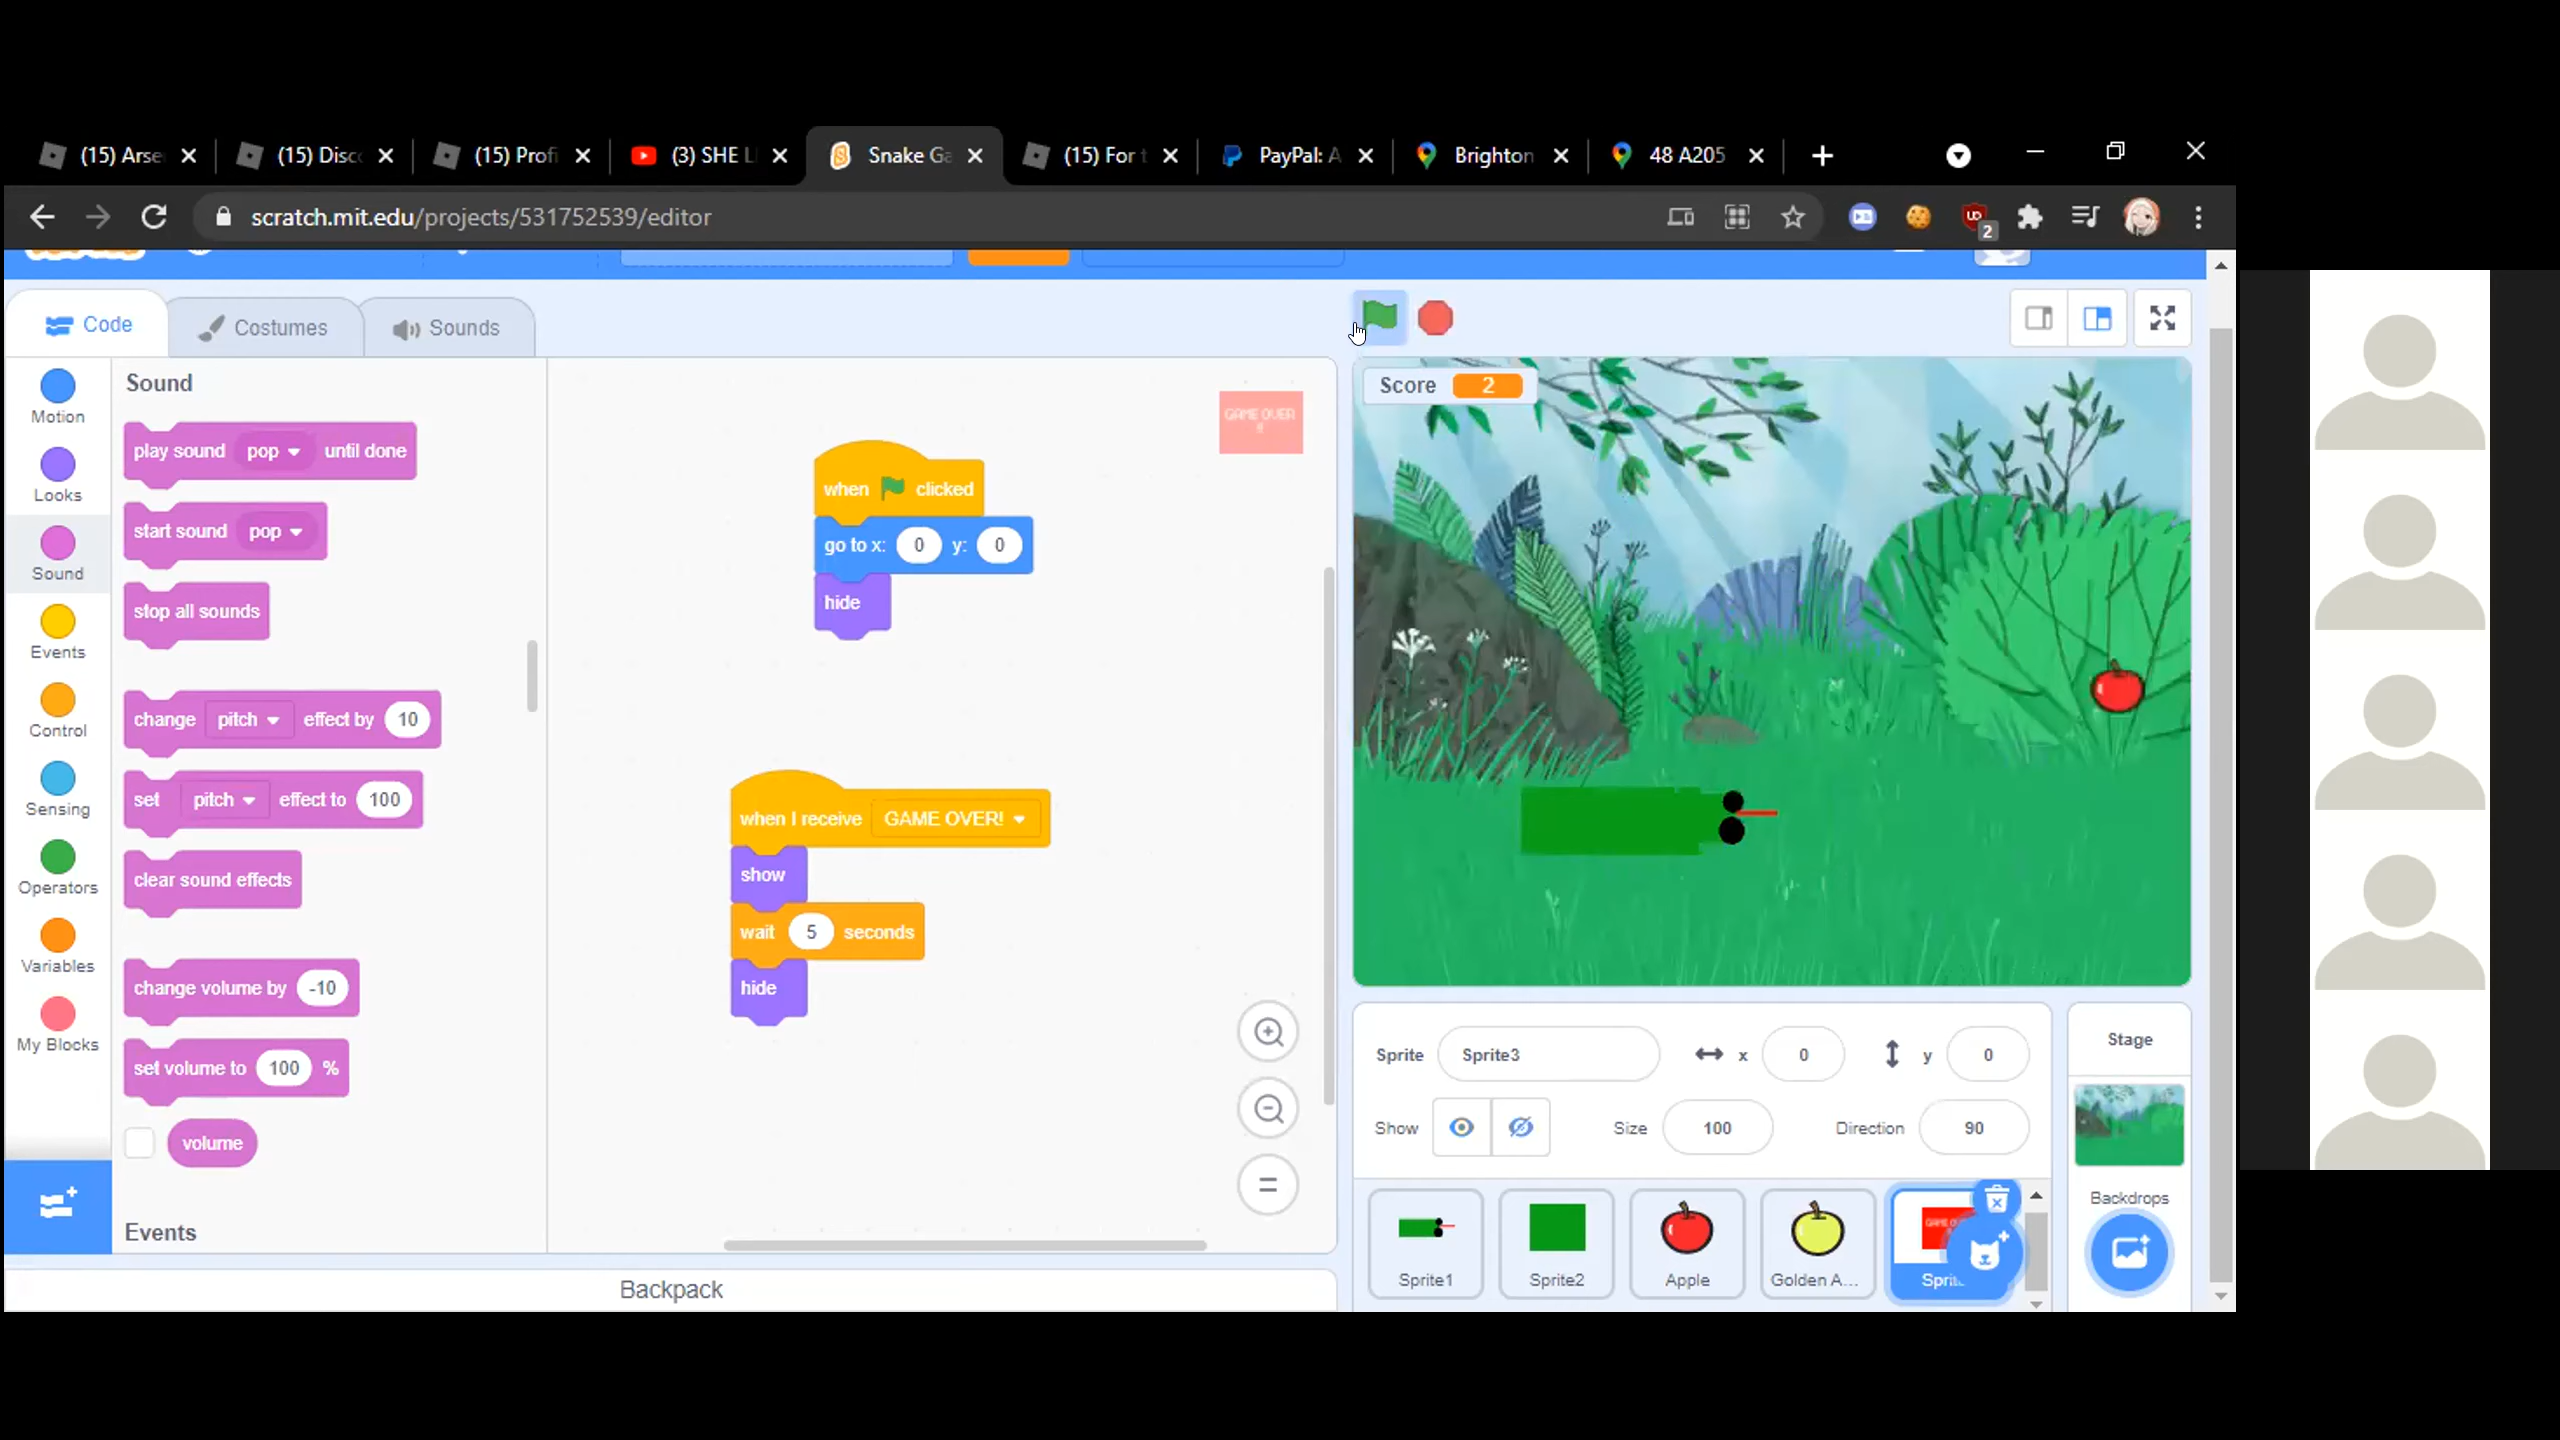 (15) Arse
(15) Disc
(15) Profi
(3) SHE L
Snake Ga
(15) For t
PayPal: A
Brighton
48 A205
scratch.mit.edu/projects/531752539/editor
2
Code
Costumes
Sounds
Motion
Looks
Sound
Events
Control
Sensing
Operators
Variables
My Blocks
Sound
play sound pop until done
start sound pop
stop all sounds
change pitch effect by 10
set pitch effect to 100
clear sound effects
change volume by -10
set volume to 100 %
volume
Events
when clicked
go to x: 0 y: 0
hide
when I receive GAME OVER!
show
wait 5 seconds
hide
GAME OVER
!!
Backpack
Score 2
Sprite Sprite3 x 0 y 0
Show Size 100 Direction 90
Sprite1
Sprite2
Apple
Golden A...
Sprit
Stage
Backdrops